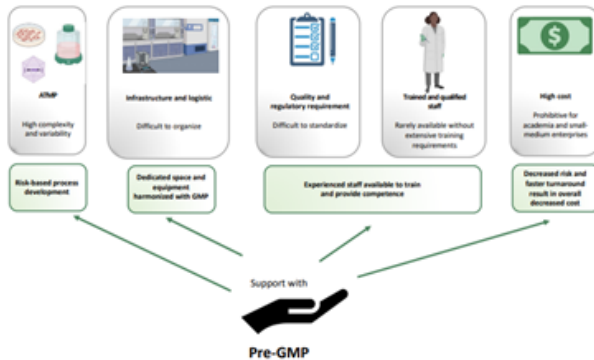 ATMP
High complexity
and variability
Infrastructure and logistic
Difficult to organize
Quality and
regulatory requirement
Difficult to standardize
Trained and qualified
staff
Rarely available without
extensive training
requirements
High cost
Prohibitive for
academia and small-
medium enterprises
Risk-based process
development
Dedicated space and
equipment
harmonized with GMP
Experienced staff available to train
and provide competence
Decreased risk and
faster turnaround
result in overall
decreased cost
Support with
Pre-GMP